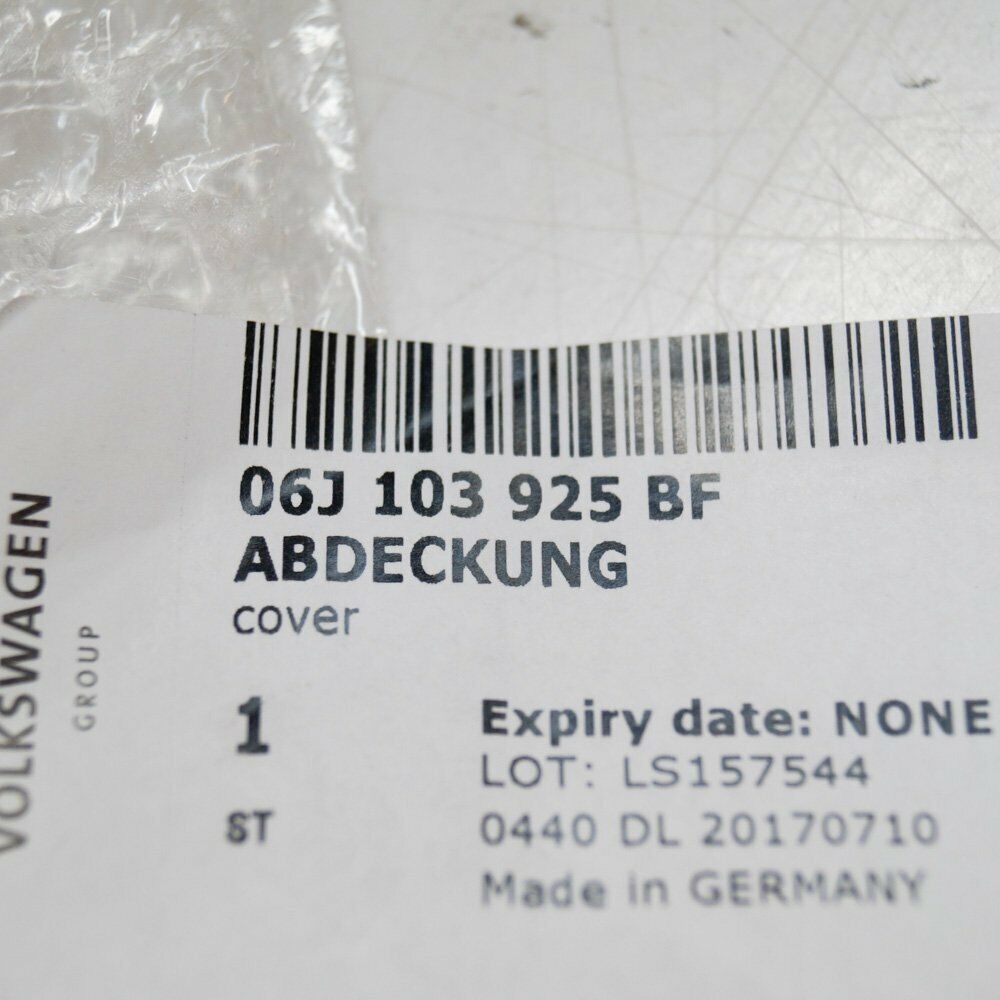 06J 103 925 BF
ABDECKUNG
cover
1
ST
Expiry date: NONE
LOT: LS157544
0440 DL 20170710
Made in GERMANY
VOLKSWAGEN
GROUP